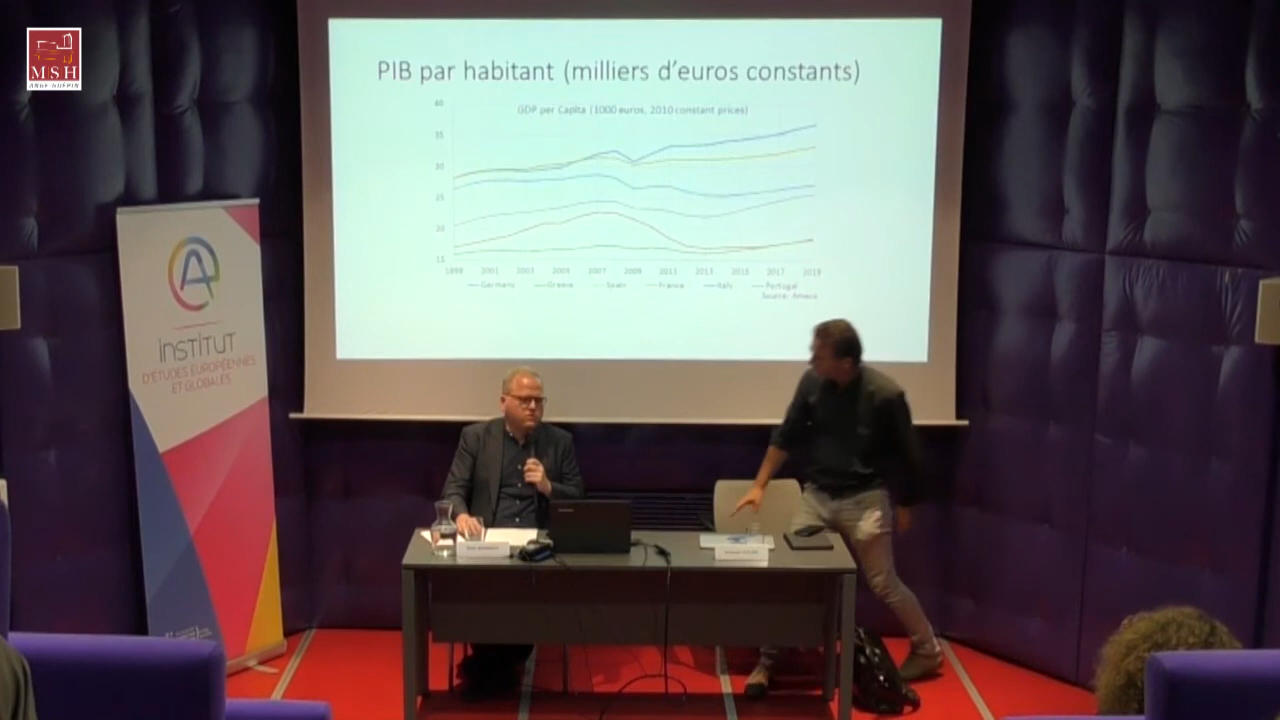 MSH
ANGE-GUÉPIN
PIB par habitant (milliers d'euros constants)
GDP per Capita (1000 euros, 2010 constant prices)
40
35
30
25
20
15
1999 2001 2003 2005 2007 2009 2011 2013 2015 2017 2019
Germany Greece Spain France Italy Portugal
Source: Ameco
InSTITUT
D'ÉTUDES EUROPÉENNES
ET GLOBALES